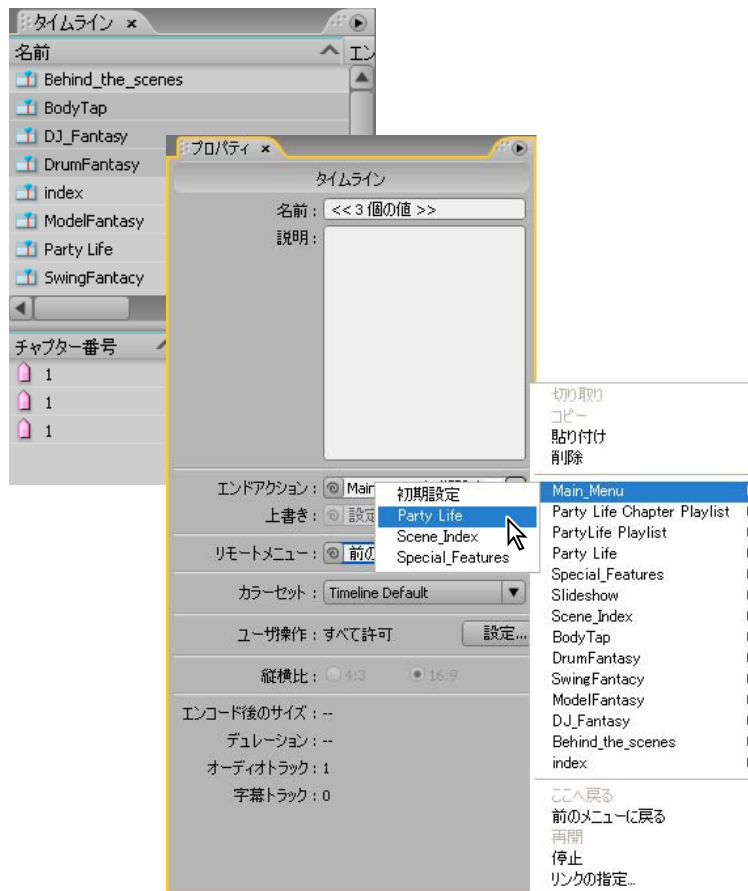 タイムライン ×
名前 エン
Behind_the_scenes
BodyTap
DJ_Fantasy
DrumFantasy
index
ModelFantasy
Party Life
SwingFantacy
チャプター番号
1
1
1
プロパティ ×
タイムライン
名前 : << 3 個の値 >>
説明 :
エンドアクション : Main
上書き : 設定
リモートメニュー : 前の
カラーセット : Timeline Default
ユーザ操作 : すべて許可 設定...
縦横比 : 4:3 16:9
エンコード後のサイズ : --
デュレーション : --
オーディオトラック : 1
字幕トラック : 0
初期設定
Party Life
Scene_Index
Special_Features
切り取り
コピー
貼り付け
削除
Main_Menu
Party Life Chapter Playlist
PartyLife Playlist
Party Life
Special_Features
Slideshow
Scene_Index
BodyTap
DrumFantasy
SwingFantacy
ModelFantasy
DJ_Fantasy
Behind_the_scenes
index
ここへ戻る
前のメニューに戻る
再開
停止
リンクの指定...